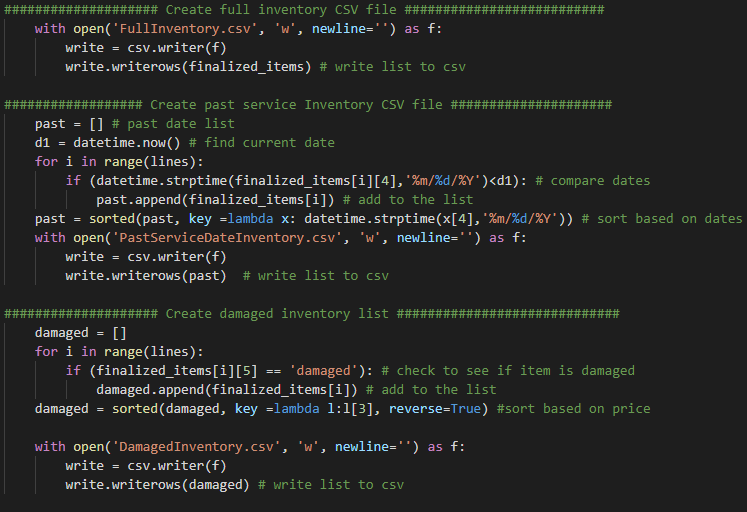 #################### Create full inventory CSV file ##########################
with open('FullInventory.csv', 'w', newline='') as f:
write = csv.writer(f)
write.writerows(finalized_items) # write list to csv
################## Create past service Inventory CSV file #####################
past = [] # past date list
d1 = datetime.now() # find current date
for i in range(lines):
if (datetime.strptime(finalized_items[i][4],'%m/%d/%Y')<d1): # compare dates
past.append(finalized_items[i]) # add to the list
past = sorted(past, key =lambda x: datetime.strptime(x[4],'%m/%d/%Y')) # sort based on dates
with open('PastServiceDateInventory.csv', 'w', newline='') as f:
write = csv.writer(f)
write.writerows(past)  # write list to csv
#################### Create damaged inventory list #############################
damaged = []
for i in range(lines):
if (finalized_items[i][5] == 'damaged'): # check to see if item is damaged
damaged.append(finalized_items[i]) # add to the list
damaged = sorted(damaged, key =lambda l:l[3], reverse=True) #sort based on price
with open('DamagedInventory.csv', 'w', newline='') as f:
write = csv.writer(f)
write.writerows(damaged) # write list to csv